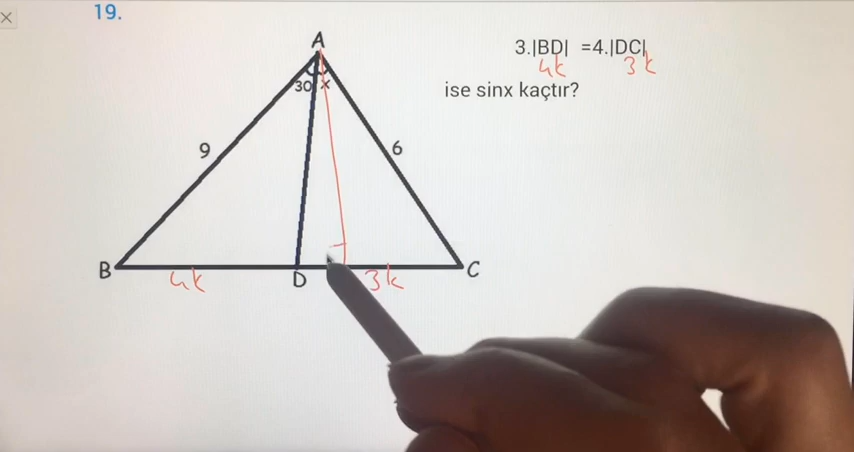 19.
3.|BD| =4.|DC|
4k 3k
ise sinx kaçtır?
A
30 x
9
6
B
D
C
4k
3k